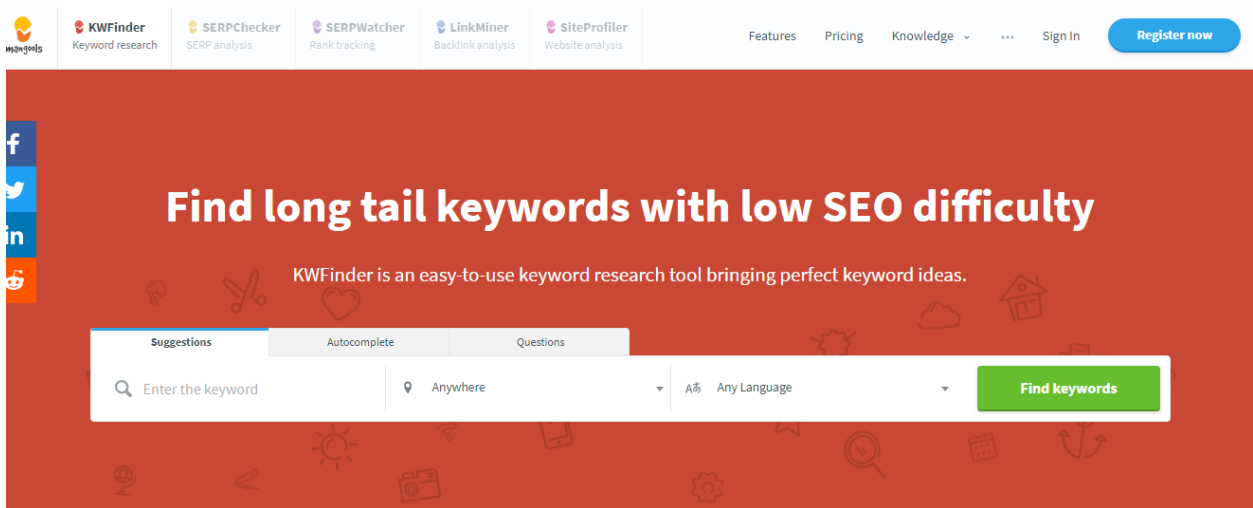 mangools
KWFinder
Keyword research
SERPChecker
SERP analysis
SERPWatcher
Rank tracking
LinkMiner
Backlink analysis
SiteProfiler
Website analysis
Features
Pricing
Knowledge
Sign In
Register now
Find long tail keywords with low SEO difficulty
KWFinder is an easy-to-use keyword research tool bringing perfect keyword ideas.
Suggestions
Autocomplete
Questions
Enter the keyword
Anywhere
Any Language
Find keywords